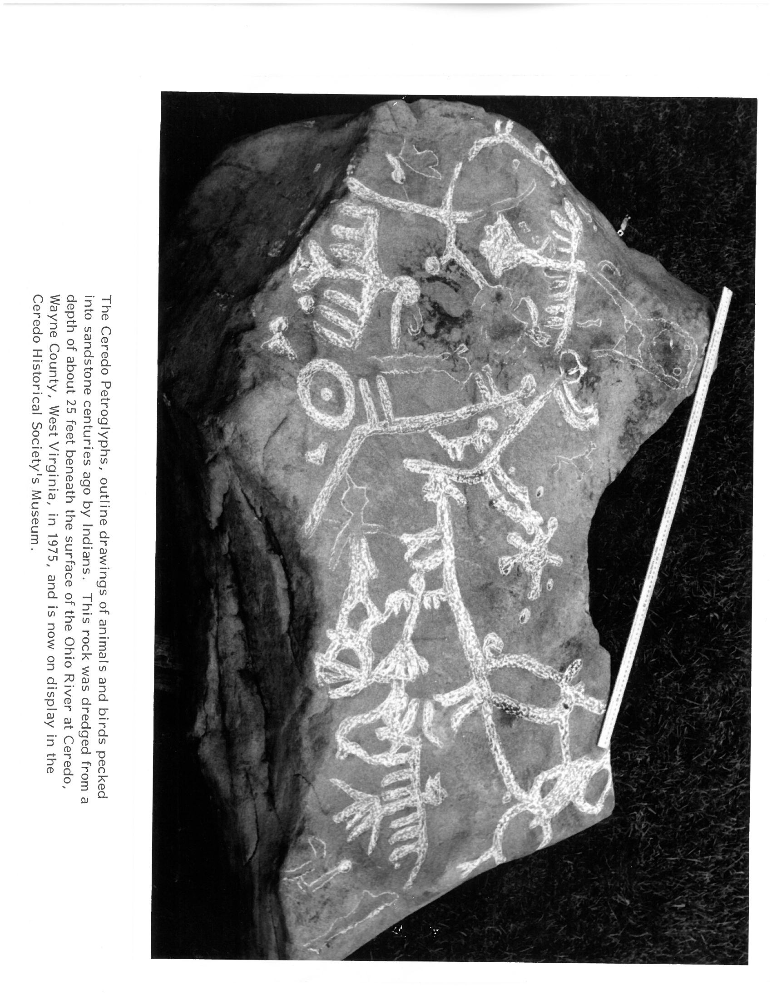 The Ceredo Petroglyphs, outline drawings of animals and birds pecked
into sandstone centuries ago by Indians. This rock was dredged from a
depth of about 25 feet beneath the surface of the Ohio River at Ceredo,
Wayne County, West Virginia, in 1975, and is now on display in the
Ceredo Historical Society's Museum.